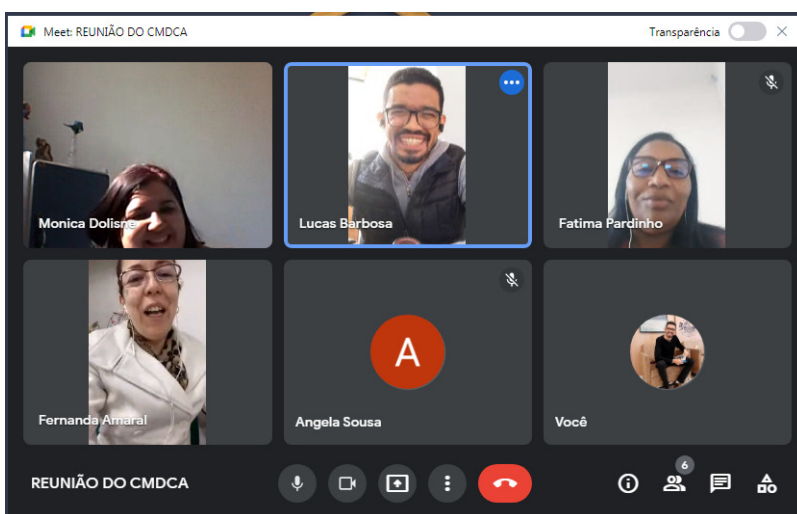 Meet: REUNIÃO DO CMDCA
Transparência
Monica Dolisne
Lucas Barbosa
Fatima Pardinho
Fernanda Amaral
A
Angela Sousa
Você
REUNIÃO DO CMDCA
6